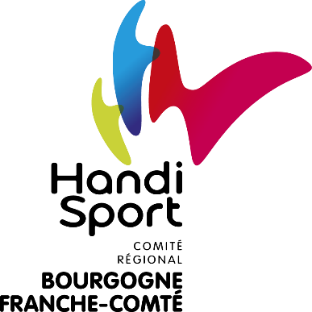 Handi
Sport
COMITÉ
RÉGIONAL
BOURGOGNE
FRANCHE-COMTÉ